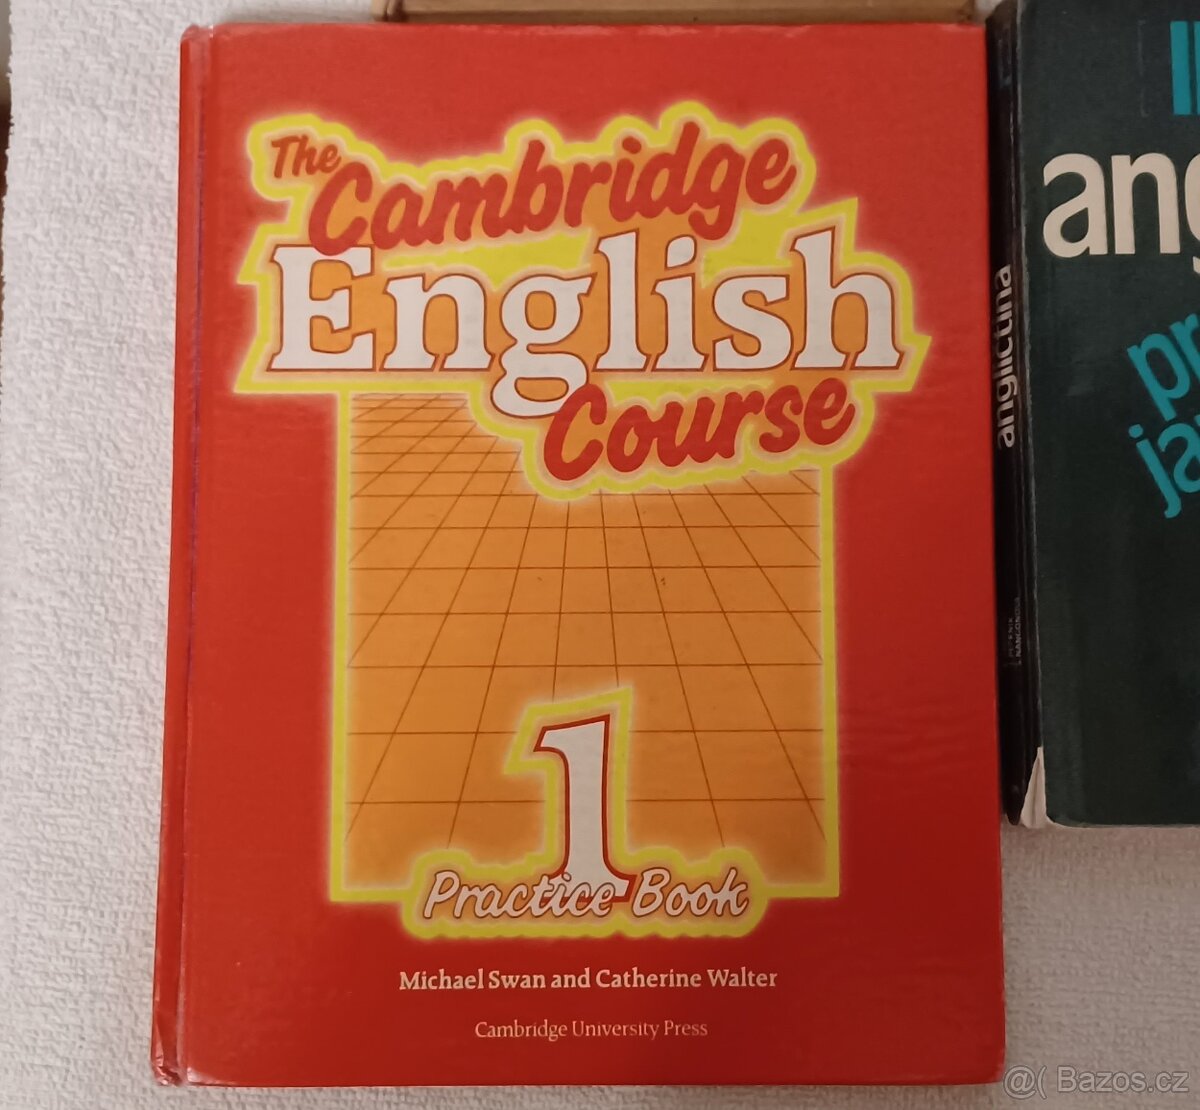 The
Cambridge
English
Course
1
Practice Book
Michael Swan and Catherine Walter
Cambridge University Press
ang
pr
ja
angličtina
@( Bazos.cz